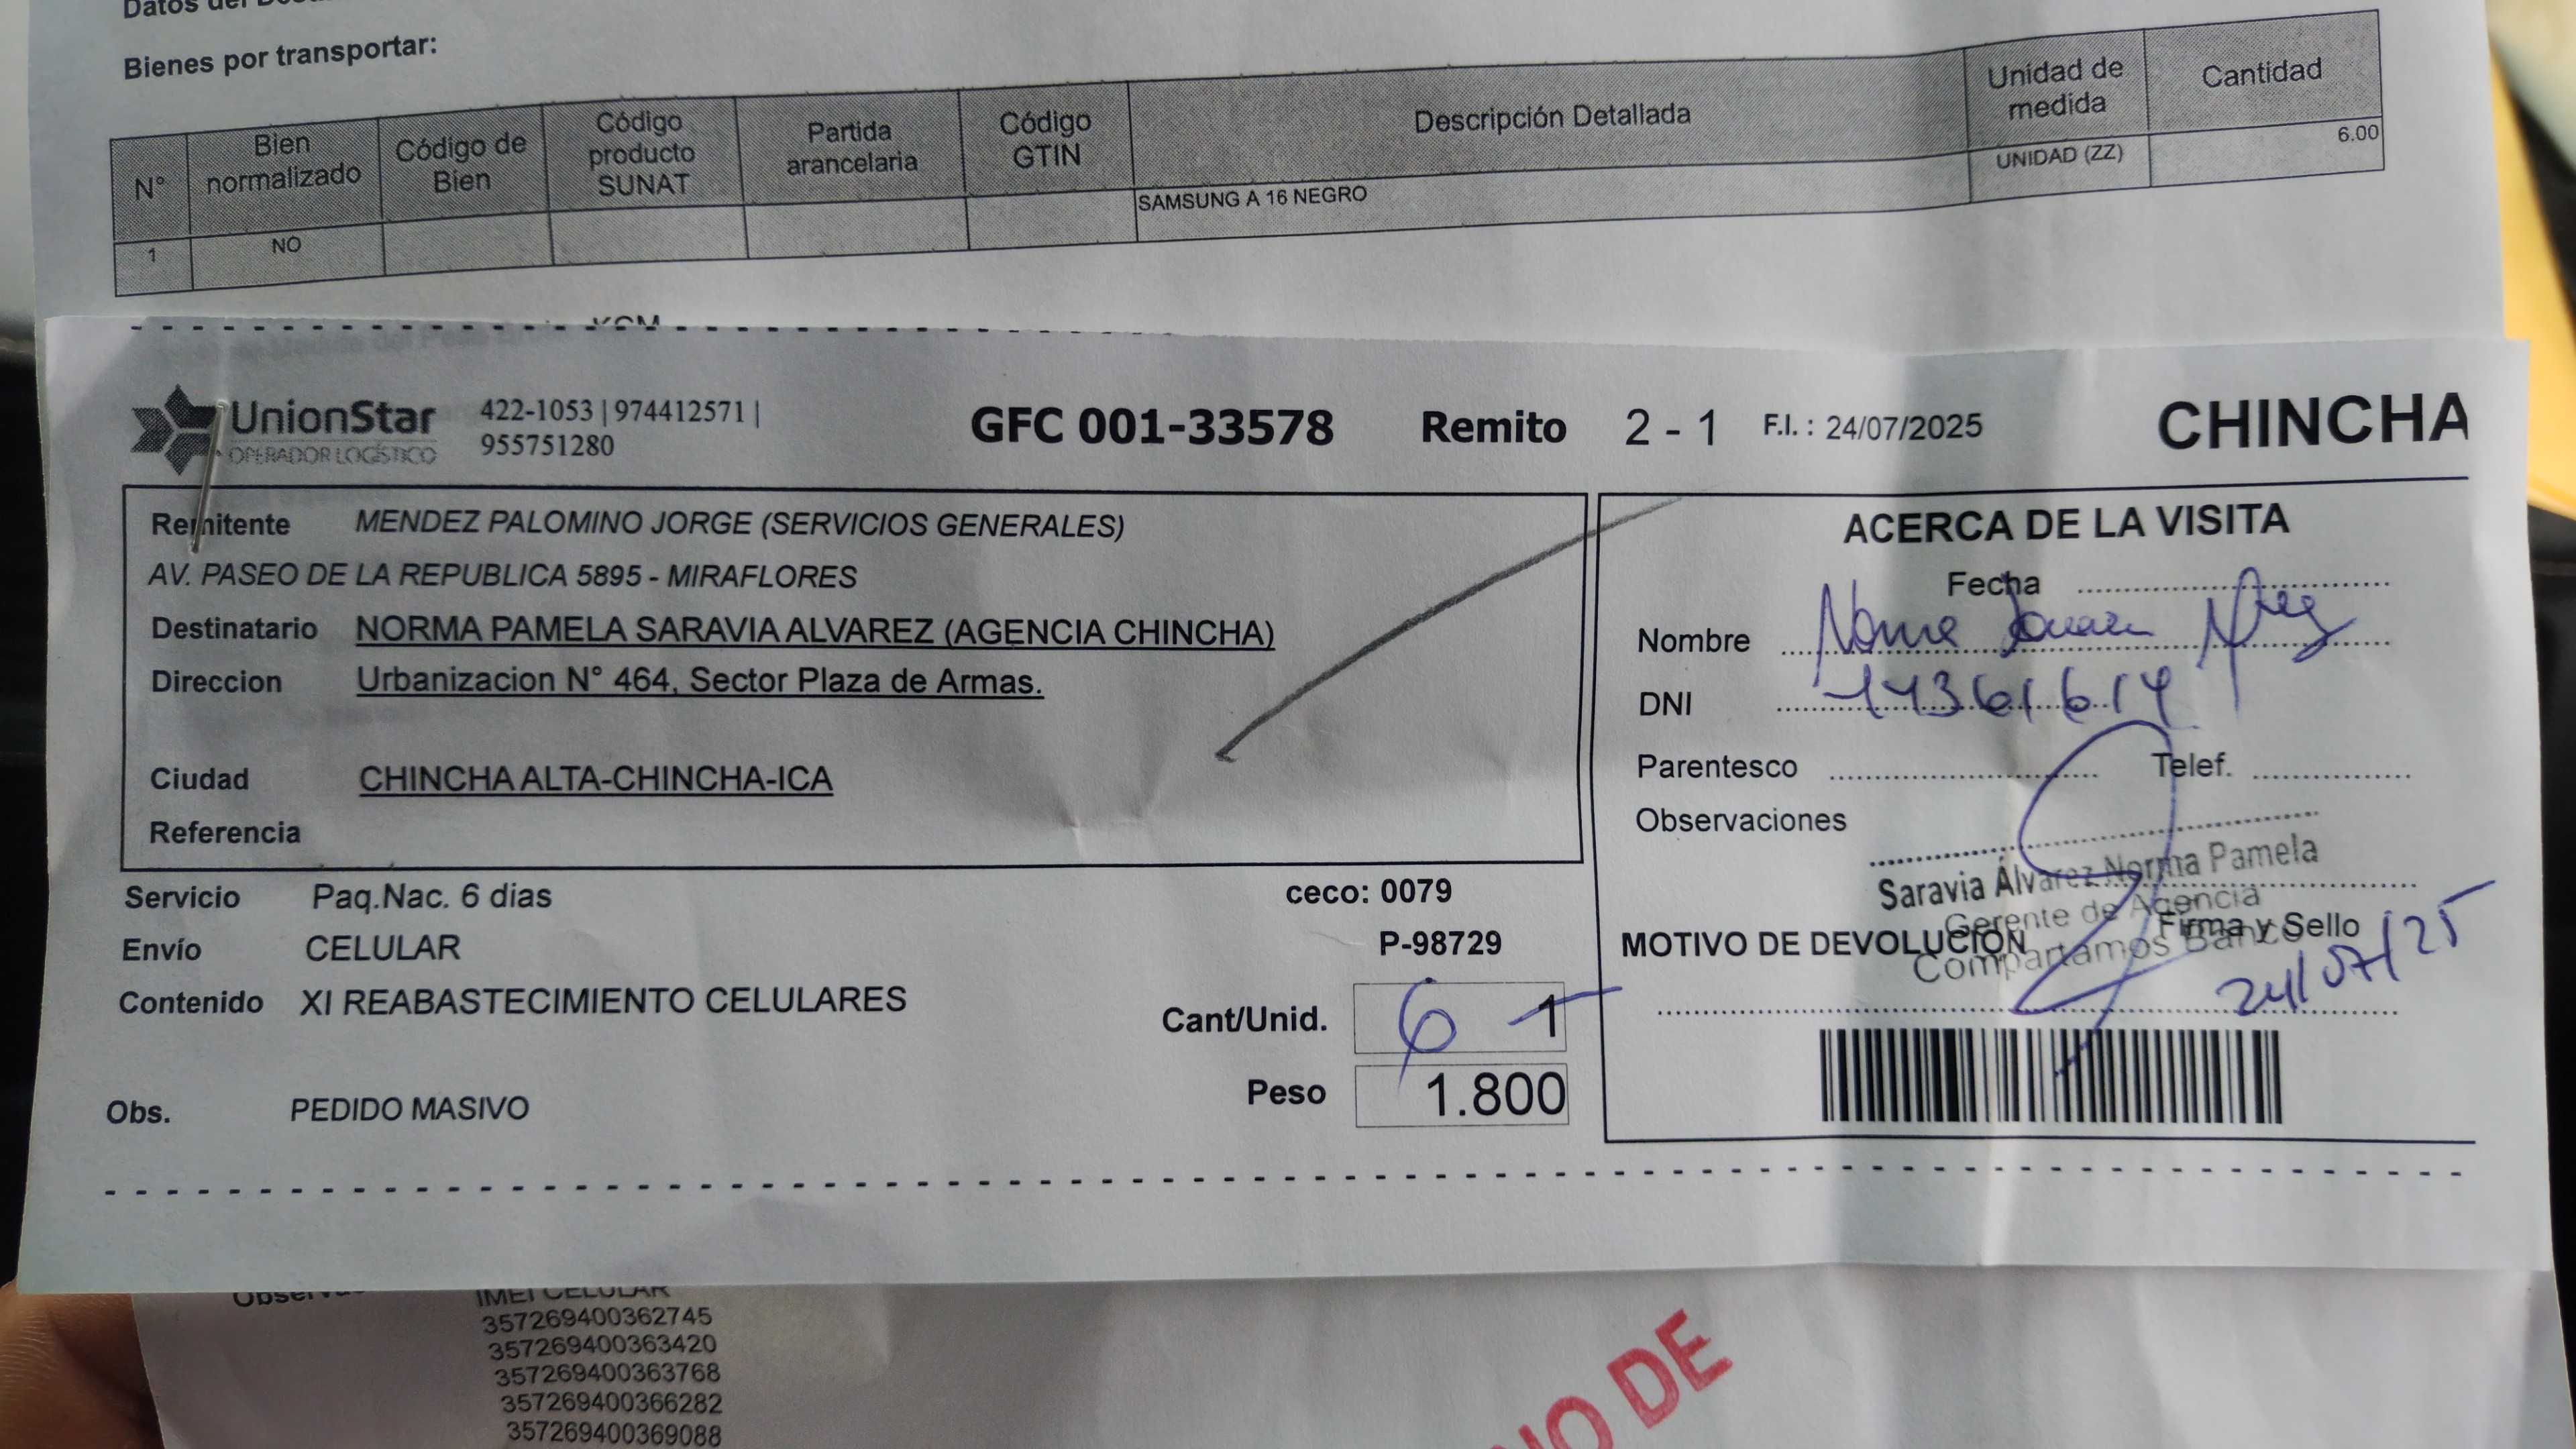 Datos del
Bienes por transportar:
N° Bien normalizado Código de Bien Código producto SUNAT Partida arancelaria Código GTIN Descripción Detallada Unidad de medida Cantidad
1 NO SAMSUNG A 16 NEGRO UNIDAD (ZZ) 6.00
KGM
UnionStar
OPERADOR LOGÍSTICO
422-1053 | 974412571 |
955751280
GFC 001-33578 Remito 2 - 1 F.I. : 24/07/2025 CHINCHA
Remitente MENDEZ PALOMINO JORGE (SERVICIOS GENERALES)
AV. PASEO DE LA REPUBLICA 5895 - MIRAFLORES
Destinatario NORMA PAMELA SARAVIA ALVAREZ (AGENCIA CHINCHA)
Direccion Urbanizacion N° 464, Sector Plaza de Armas.
Ciudad CHINCHA ALTA-CHINCHA-ICA
Referencia
Servicio Paq.Nac. 6 dias
Envío CELULAR
Contenido XI REABASTECIMIENTO CELULARES
Obs. PEDIDO MASIVO
ceco: 0079
P-98729
Cant/Unid. 6 1
Peso 1.800
ACERCA DE LA VISITA
Fecha
Nombre Norma
DNI
Parentesco Telef.
Observaciones
Saravia Álvarez Norma Pamela
Gerente de Agencia
Compartamos Banco
Firma y Sello
MOTIVO DE DEVOLUCIÓN
24/07/25
IMEI CELULAR
357269400362745
357269400363420
357269400363768
357269400366282
357269400369088
NO DE